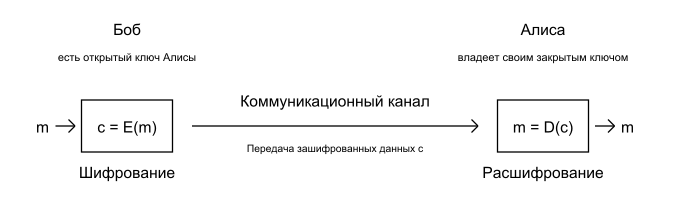 Боб
Алиса
есть открытый ключ Алисы
владеет своим закрытым ключом
Коммуникационный канал
m
c = E(m)
m = D(c)
m
Передача зашифрованных данных c
Шифрование
Расшифрование